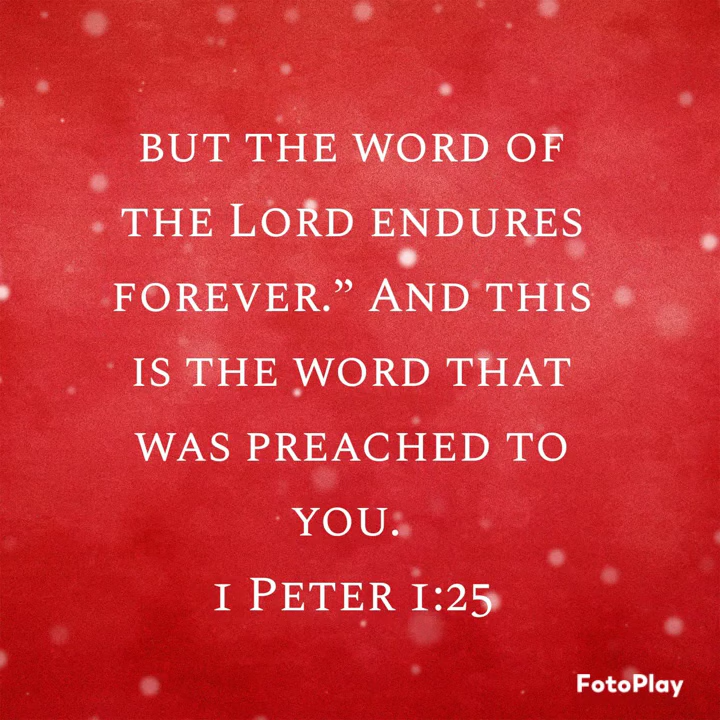 BUT THE WORD OF
THE LORD ENDURES
FOREVER.” AND THIS
IS THE WORD THAT
WAS PREACHED TO
YOU.
1 PETER 1:25
FotoPlay